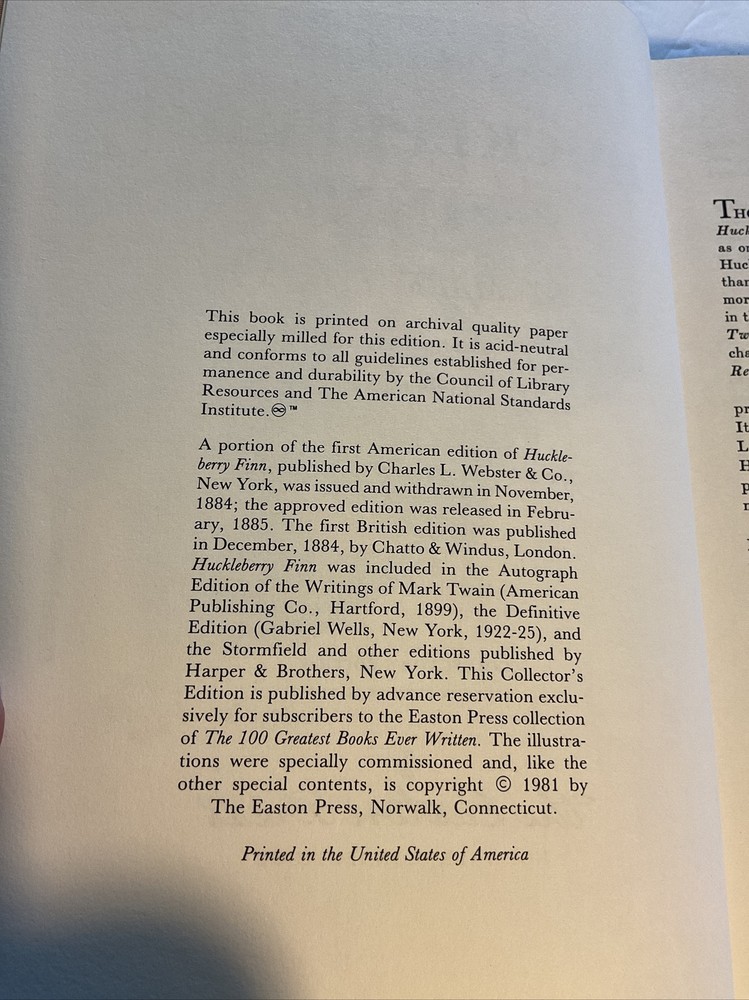 This book is printed on archival quality paper
especially milled for this edition. It is acid-neutral
and conforms to all guidelines established for per-
manence and durability by the Council of Library
Resources and The American National Standards
Institute.♾™
A portion of the first American edition of Huckle-
berry Finn, published by Charles L. Webster & Co.,
New York, was issued and withdrawn in November,
1884; the approved edition was released in Febru-
ary, 1885. The first British edition was published
in December, 1884, by Chatto & Windus, London.
Huckleberry Finn was included in the Autograph
Edition of the Writings of Mark Twain (American
Publishing Co., Hartford, 1899), the Definitive
Edition (Gabriel Wells, New York, 1922-25), and
the Stormfield and other editions published by
Harper & Brothers, New York. This Collector's
Edition is published by advance reservation exclu-
sively for subscribers to the Easton Press collection
of The 100 Greatest Books Ever Written. The illustra-
tions were specially commissioned and, like the
other special contents, is copyright © 1981 by
The Easton Press, Norwalk, Connecticut.
Printed in the United States of America
as
in
It